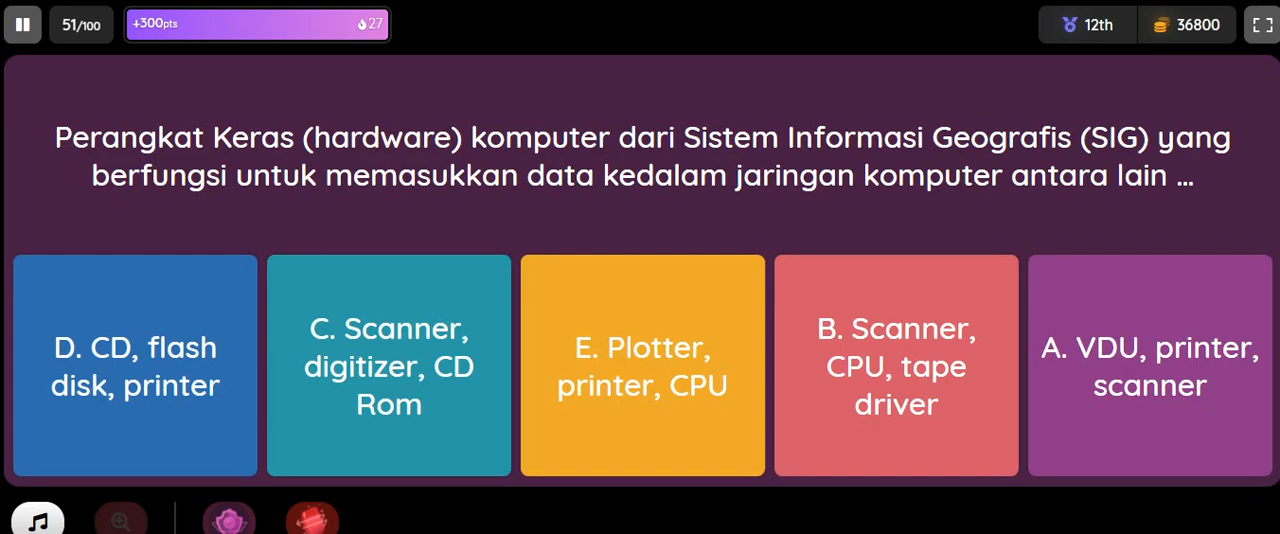 51/100
+300pts
27
12th
36800
Perangkat Keras (hardware) komputer dari Sistem Informasi Geografis (SIG) yang
berfungsi untuk memasukkan data kedalam jaringan komputer antara lain ...
D. CD, flash
disk, printer
C. Scanner,
digitizer, CD
Rom
E. Plotter,
printer, CPU
B. Scanner,
CPU, tape
driver
A. VDU, printer,
scanner